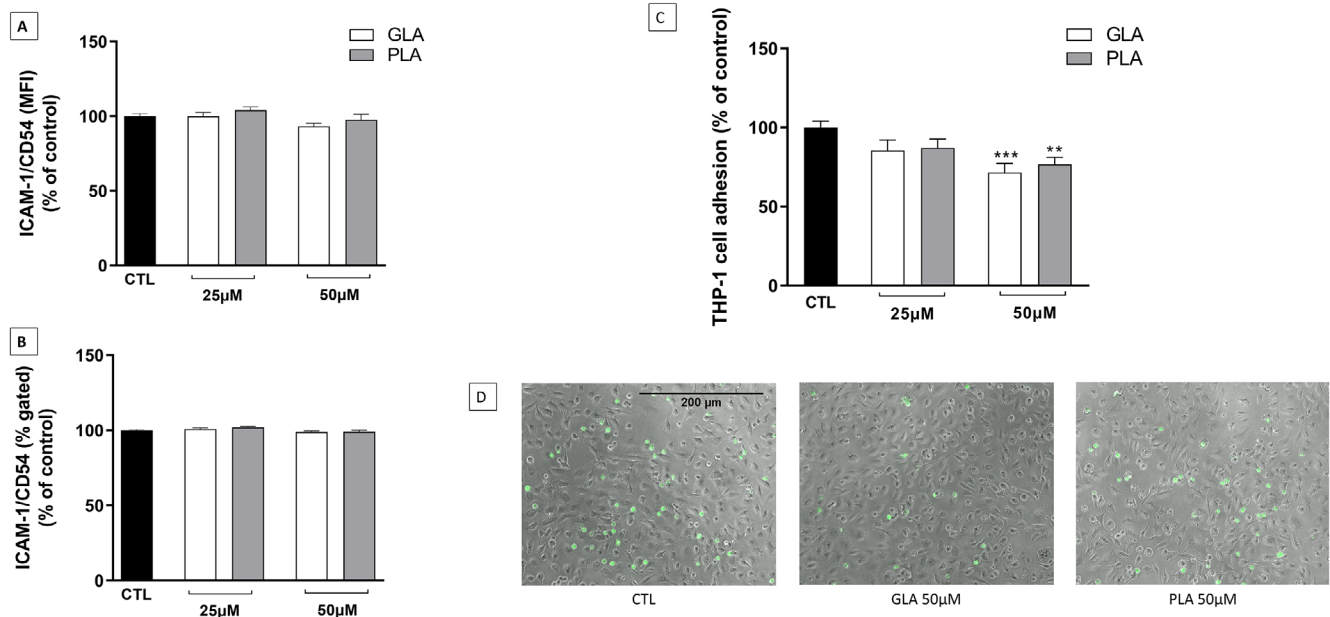 A
ICAM-1/CD54 (MFI)
(% of control)
150
100
50
0
GLA
PLA
CTL
25µM
50µM
B
ICAM-1/CD54 (% gated)
(% of control)
150
100
50
0
CTL
25µM
50µM
C
THP-1 cell adhesion (% of control)
150
100
50
0
GLA
PLA
***
**
CTL
25µM
50µM
D
200 µm
CTL
GLA 50µM
PLA 50µM